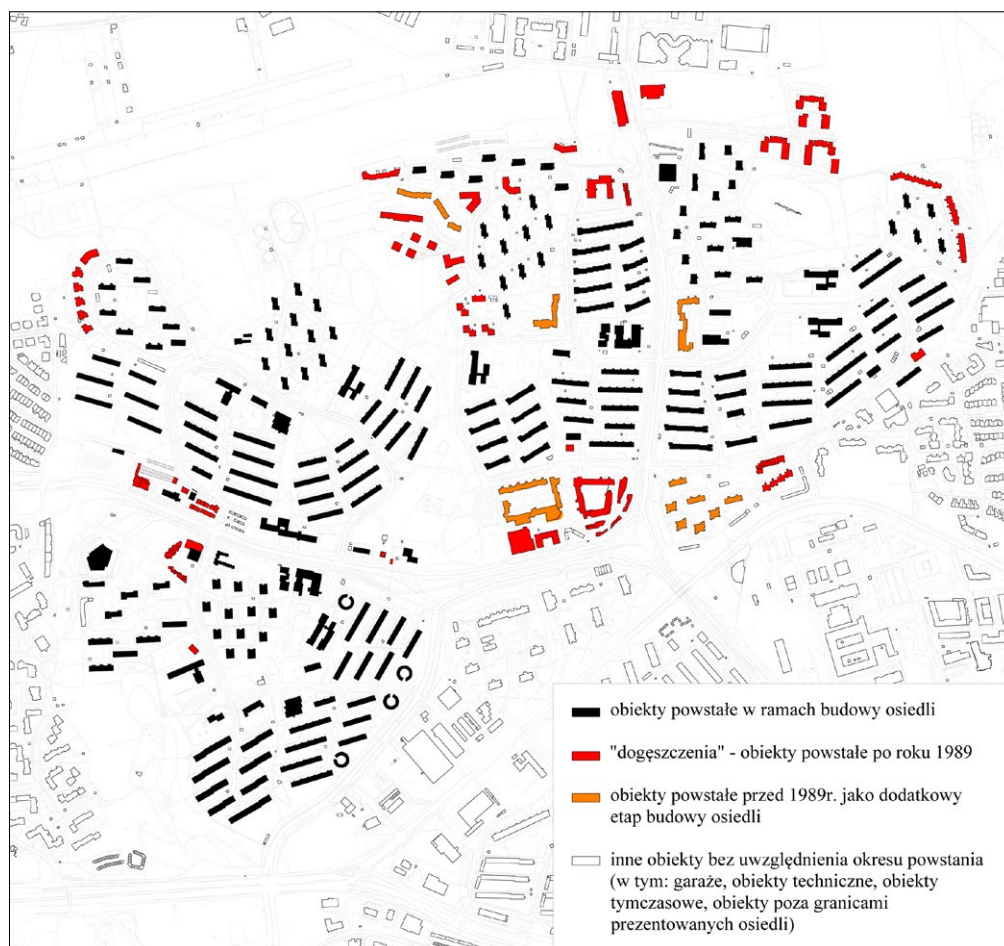 obiekty powstałe w ramach budowy osiedli
"dogęszczenia" - obiekty powstałe po roku 1989
obiekty powstałe przed 1989r. jako dodatkowy
etap budowy osiedli
inne obiekty bez uwzględnienia okresu powstania
(w tym: garaże, obiekty techniczne, obiekty
tymczasowe, obiekty poza granicami
prezentowanych osiedli)